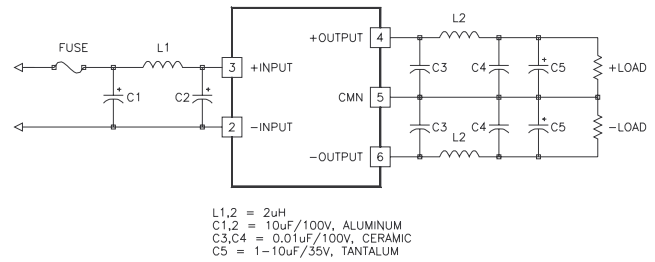 FUSE
L1
+
C1
+
C2
3
+INPUT
2
−INPUT
+OUTPUT
4
CMN
5
−OUTPUT
6
L2
C3
C4
+
C5
+LOAD
C3
C4
+
C5
L2
−LOAD
L1,2 = 2uH
C1,2 = 10uF/100V, ALUMINUM
C3,C4 = 0.01uF/100V, CERAMIC
C5 = 1−10uF/35V, TANTALUM